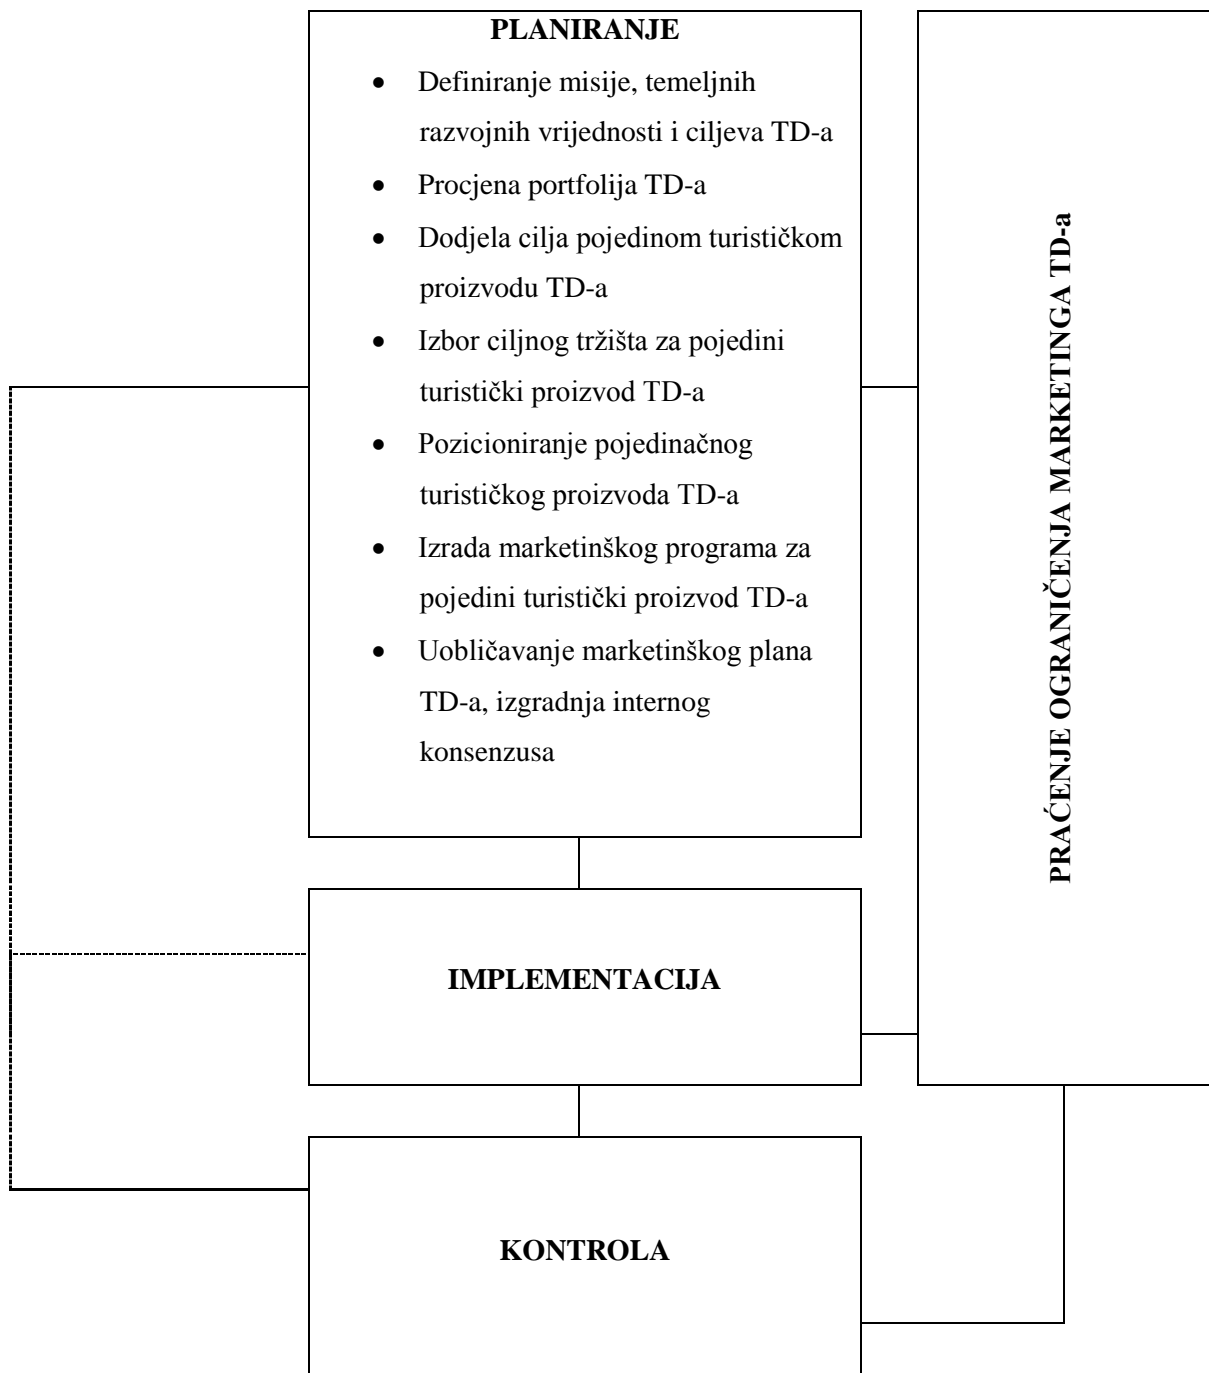 PLANIRANJE
• Definiranje misije, temeljnih
razvojnih vrijednosti i ciljeva TD-a
• Procjena portfolija TD-a
• Dodjela cilja pojedinom turističkom
proizvodu TD-a
• Izbor ciljnog tržišta za pojedini
turistički proizvod TD-a
• Pozicioniranje pojedinačnog
turističkog proizvoda TD-a
• Izrada marketinškog programa za
pojedini turistički proizvod TD-a
• Uobličavanje marketinškog plana
TD-a, izgradnja internog
konsenzusa
PRAĆENJE OGRANIČENJA MARKETINGA TD-a
IMPLEMENTACIJA
KONTROLA